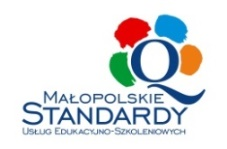 Q
MAŁOPOLSKIE
STANDARDY
USŁUG EDUKACYJNO-SZKOLENIOWYCH